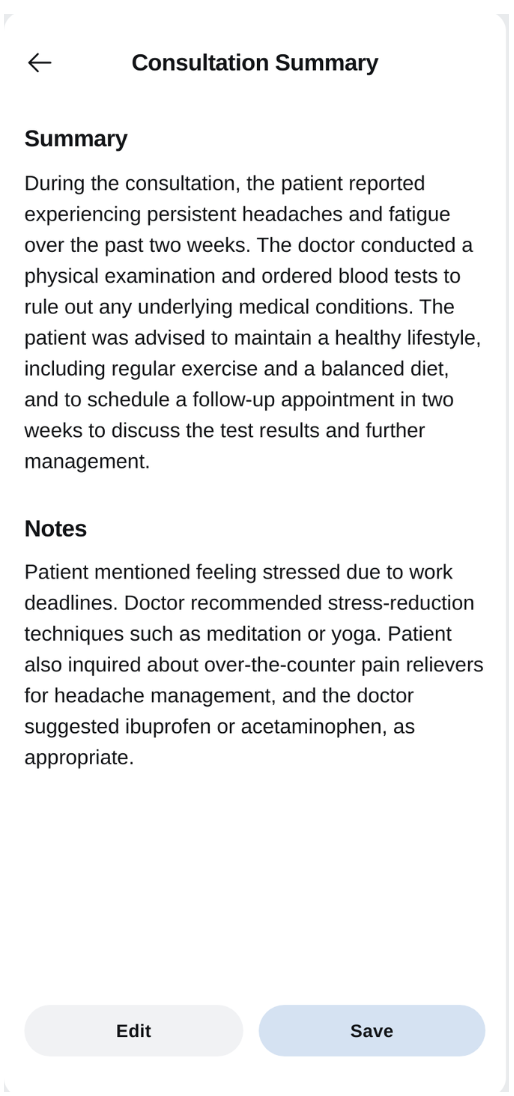 Consultation Summary
Summary
During the consultation, the patient reported
experiencing persistent headaches and fatigue
over the past two weeks. The doctor conducted a
physical examination and ordered blood tests to
rule out any underlying medical conditions. The
patient was advised to maintain a healthy lifestyle,
including regular exercise and a balanced diet,
and to schedule a follow-up appointment in two
weeks to discuss the test results and further
management.
Notes
Patient mentioned feeling stressed due to work
deadlines. Doctor recommended stress-reduction
techniques such as meditation or yoga. Patient
also inquired about over-the-counter pain relievers
for headache management, and the doctor
suggested ibuprofen or acetaminophen, as
appropriate.
Edit
Save